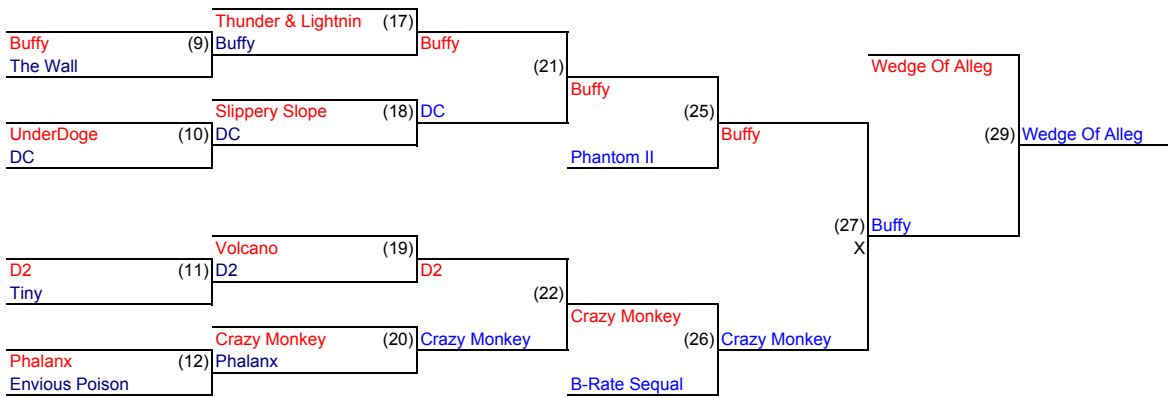 Thunder & Lightnin (17)
Buffy (9) Buffy Buffy
The Wall (21) Wedge Of Alleg
Buffy
Slippery Slope (18) DC (25)
UnderDoge (10) DC Buffy (29) Wedge Of Alleg
DC Phantom II
(27) Buffy
Volcano (19) X
D2 (11) D2 D2
Tiny (22)
Crazy Monkey
Crazy Monkey (20) Crazy Monkey (26) Crazy Monkey
Phalanx (12) Phalanx
Envious Poison B-Rate Sequal